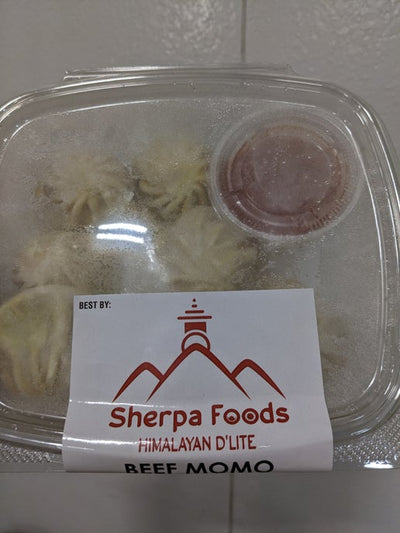 BEST BY:
Sherpa Foods
HIMALAYAN D'LITE
BEEF MOMO